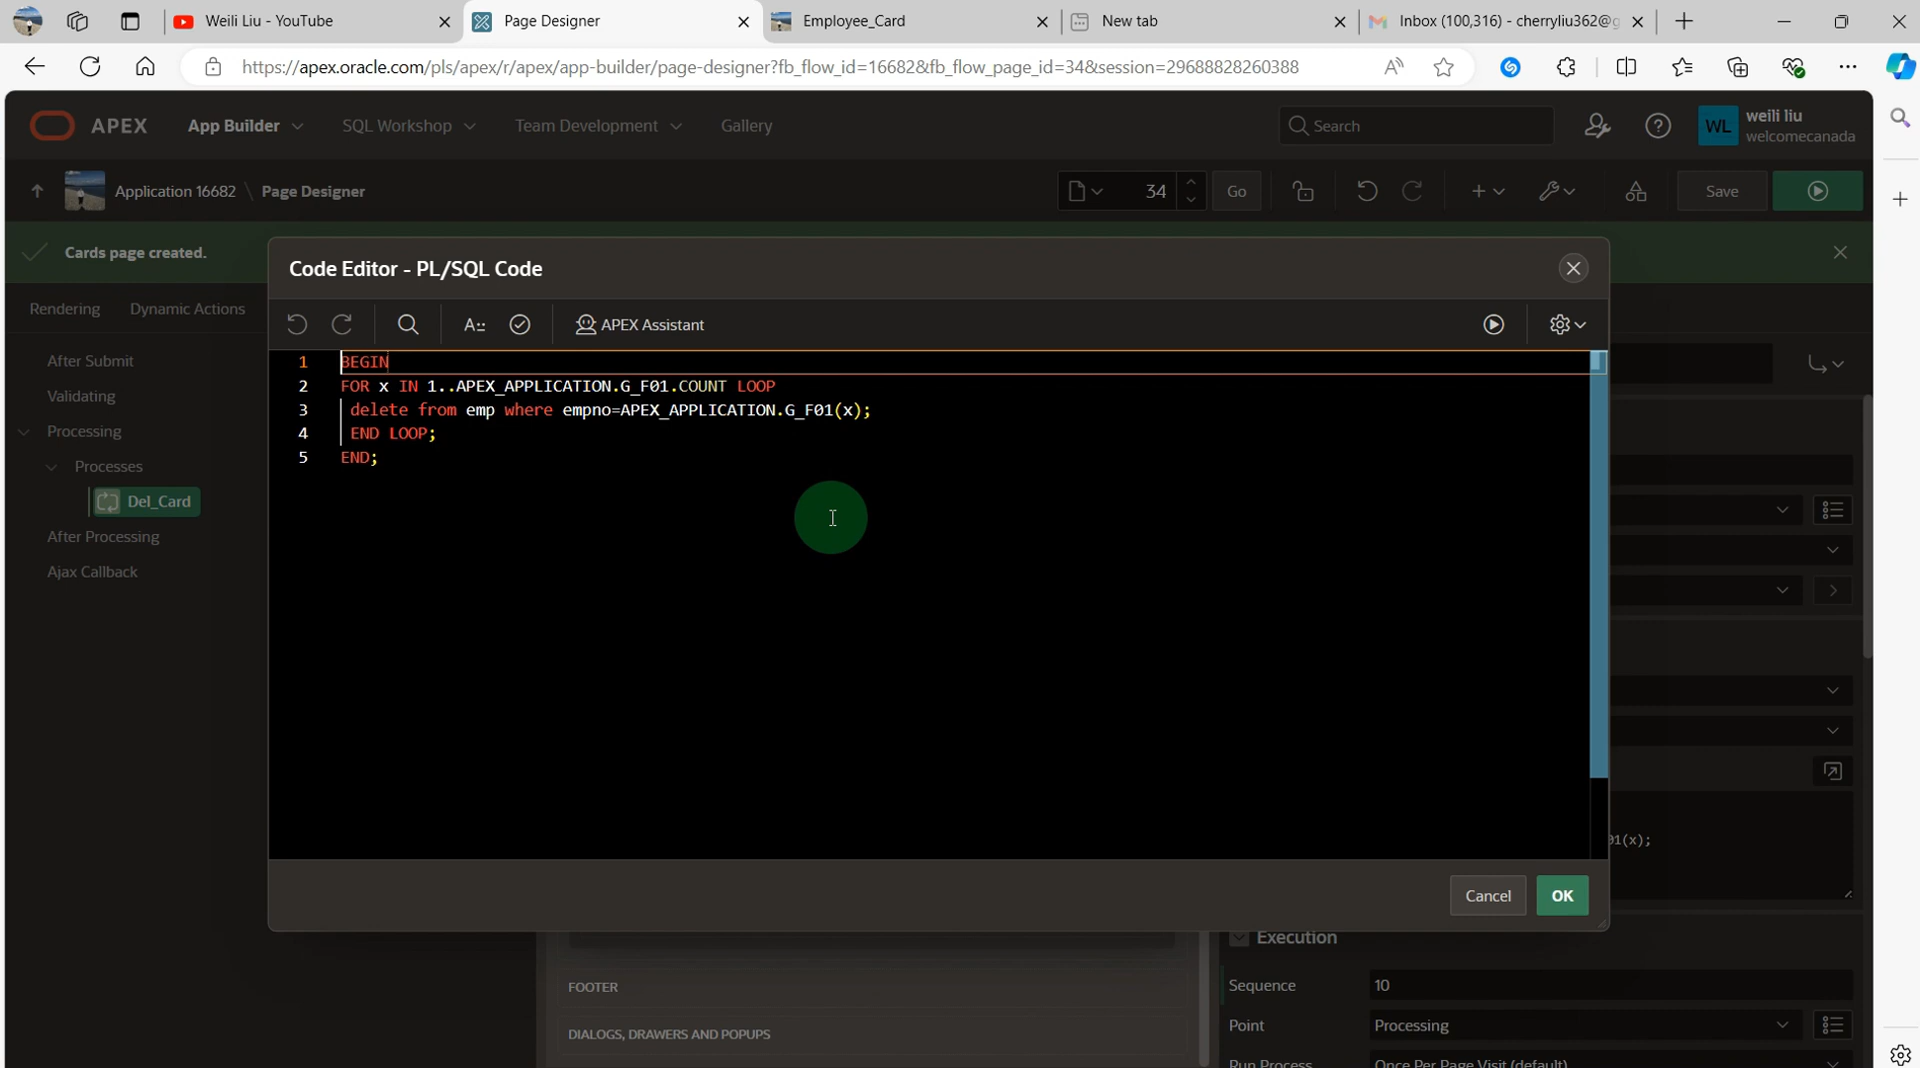 Weili Liu - YouTube
Page Designer
Employee_Card
New tab
Inbox (100,316) - cherryliu362@g
https://apex.oracle.com/pls/apex/r/apex/app-builder/page-designer?fb_flow_id=16682&fb_flow_page_id=34&session=29688828260388
APEX
App Builder
SQL Workshop
Team Development
Gallery
Search
WL
weili liu
welcomecanada
Application 16682 \ Page Designer
34
Go
Save
Cards page created.
Code Editor - PL/SQL Code
Rendering
Dynamic Actions
APEX Assistant
After Submit
Validating
Processing
Processes
Del_Card
After Processing
Ajax Callback
1 BEGIN
2 FOR x IN 1..APEX_APPLICATION.G_F01.COUNT LOOP
3 delete from emp where empno=APEX_APPLICATION.G_F01(x);
4 END LOOP;
5 END;
01(x);
Cancel
OK
Execution
FOOTER
Sequence
10
DIALOGS, DRAWERS AND POPUPS
Point
Processing
Run Process
Once Per Page Visit (default)